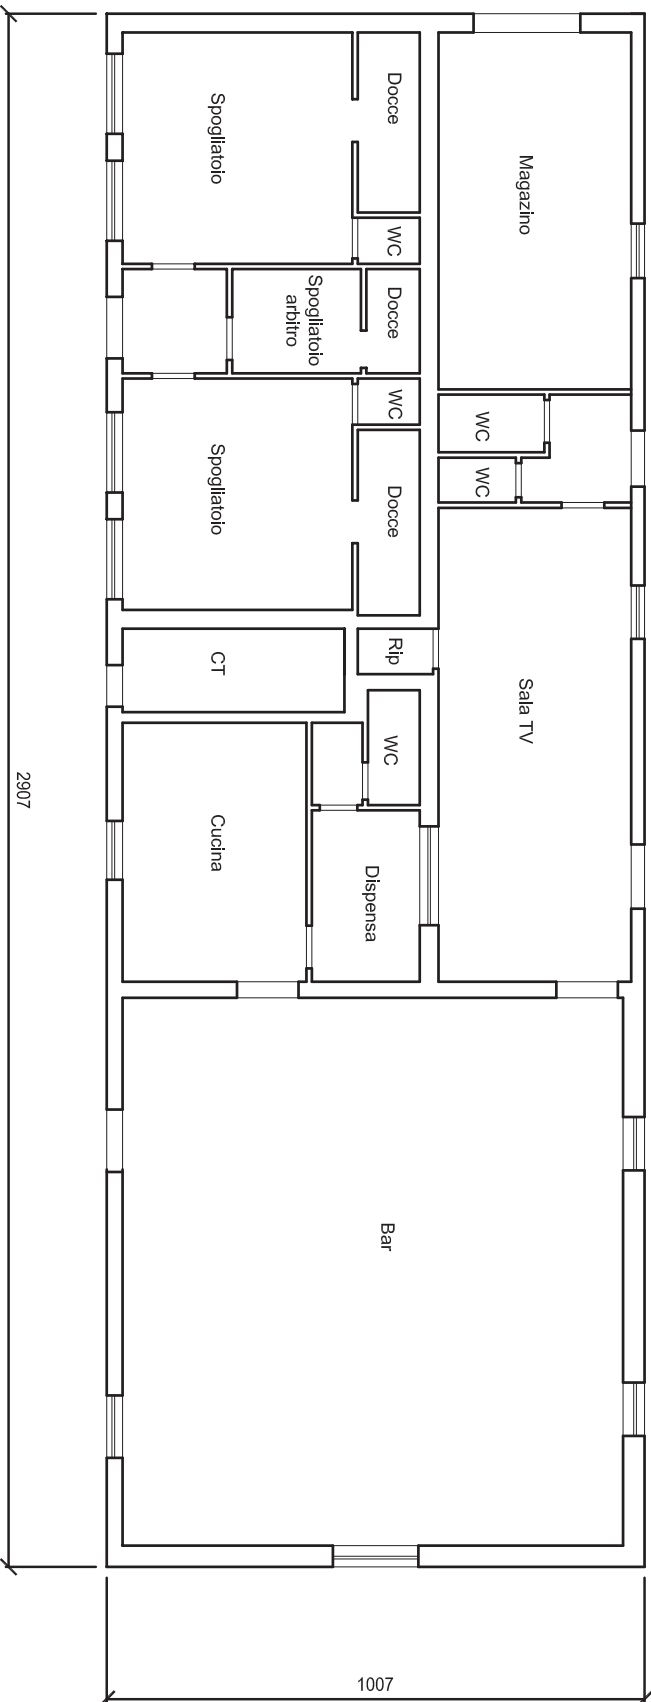 Spogliatoio
Docce
Magazino
WC
Spogliatoio
arbitro
Docce
WC
Spogliatoio
Docce
WC
WC
CT
Rip
Sala TV
WC
Cucina
Dispensa
Bar
2907
1007